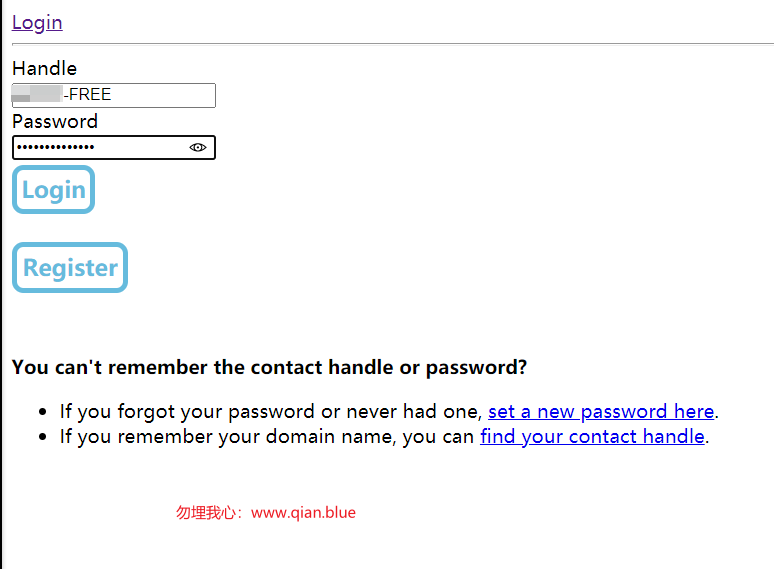 Login
Handle
-FREE
Password
••••••••••••••
Login
Register
You can't remember the contact handle or password?
• If you forgot your password or never had one, set a new password here.
• If you remember your domain name, you can find your contact handle.
勿埋我心：www.qian.blue